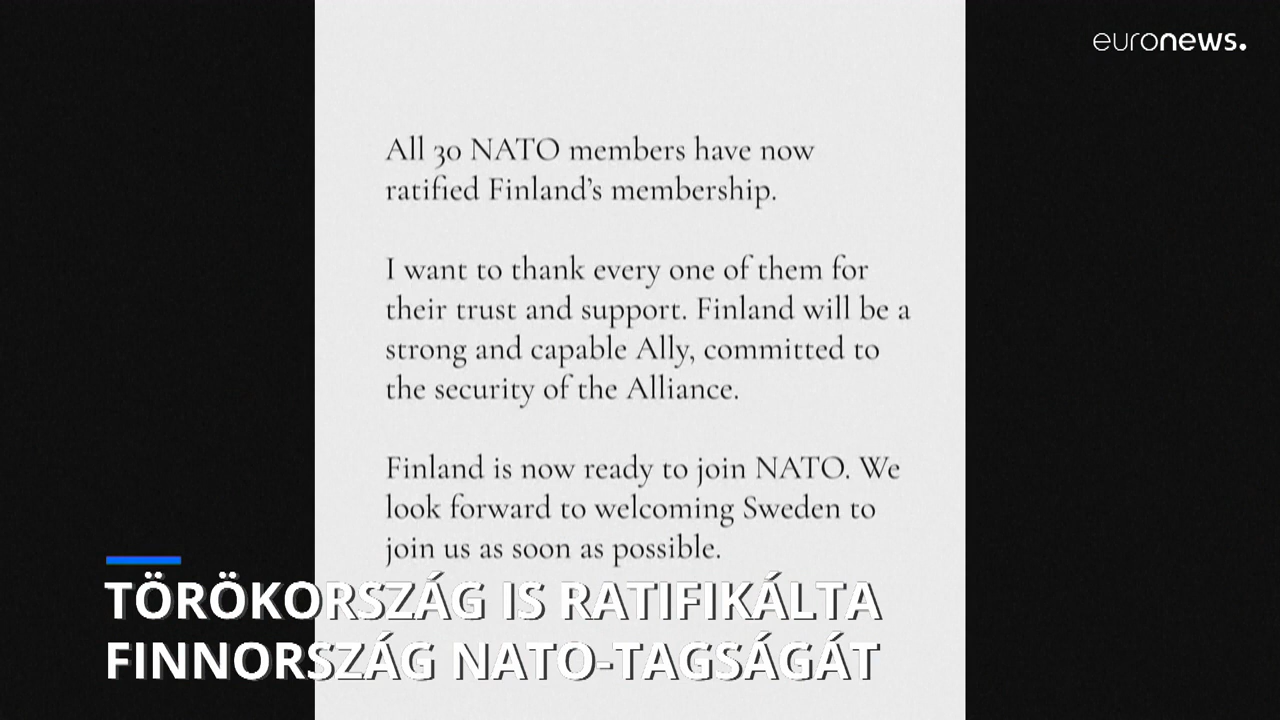 euronews.
All 30 NATO members have now
ratified Finland's membership.
I want to thank every one of them for
their trust and support. Finland will be a
strong and capable Ally, committed to
the security of the Alliance.
Finland is now ready to join NATO. We
look forward to welcoming Sweden to
join us as soon as possible.
TÖRÖKORSZÁG IS RATIFIKÁLTA
FINNORSZÁG NATO-TAGSÁGÁT